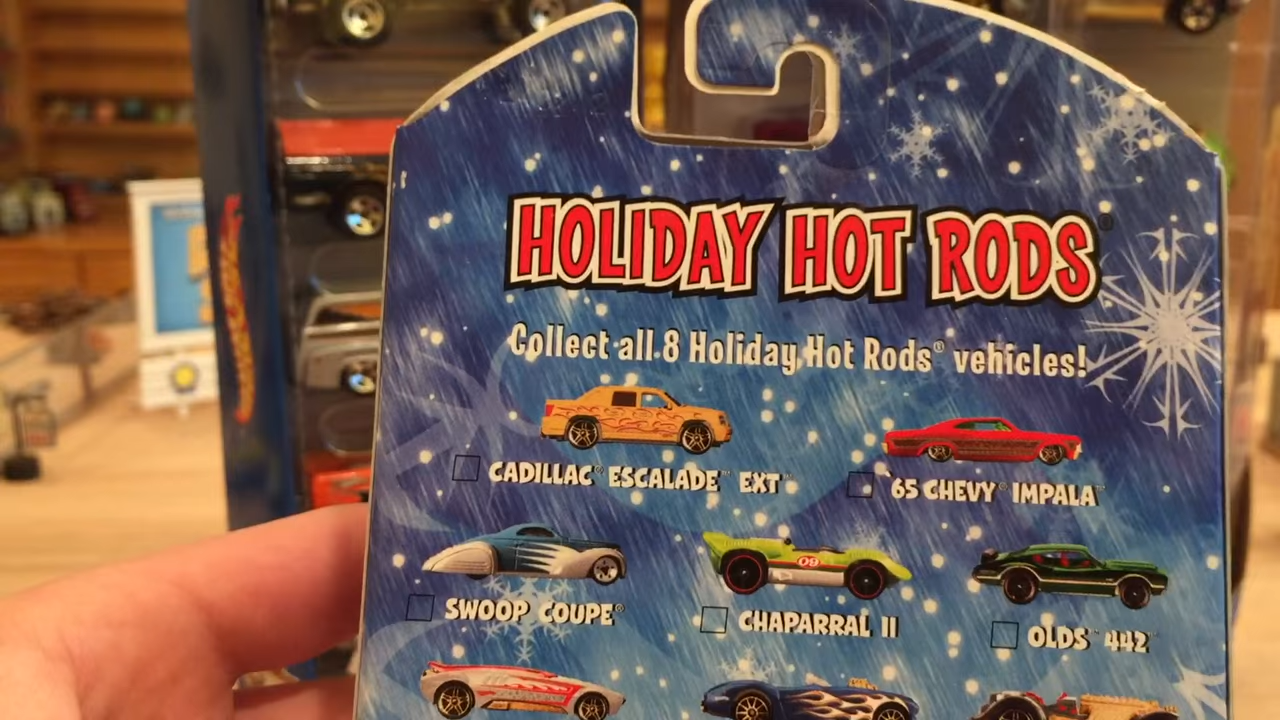 HOLIDAY HOT RODS®
Collect all 8 Holiday Hot Rods® vehicles!
CADILLAC® ESCALADE™ EXT™
'65 CHEVY® IMPALA™
09
SWOOP COUPE®
CHAPARRAL II
OLDS™ 442™